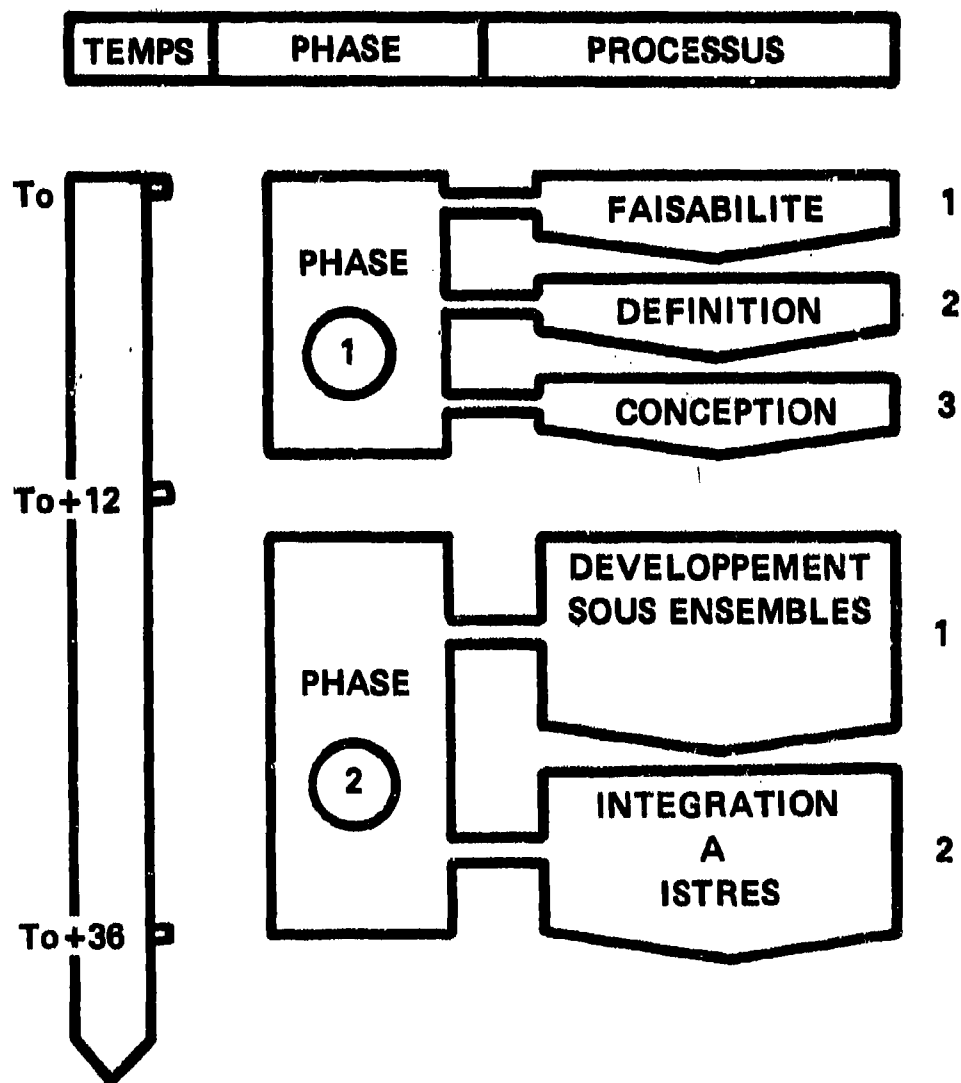 TEMPS PHASE PROCESSUS
To
FAISABILITE 1
PHASE
1
DEFINITION 2
CONCEPTION 3
To+12
DEVELOPPEMENT
SOUS ENSEMBLES
1
PHASE
2
INTEGRATION
A
ISTRES
2
To+36